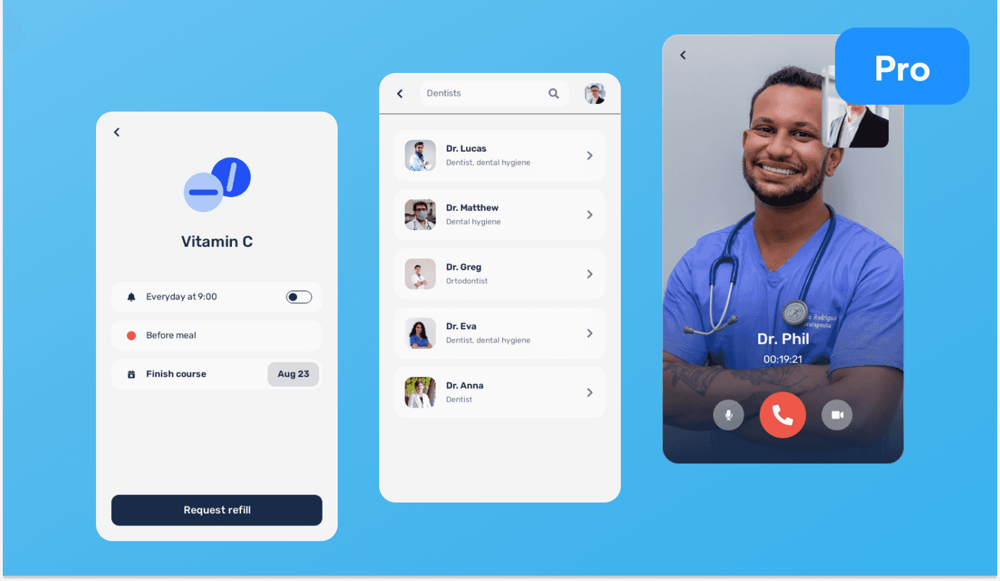 Vitamin C
Everyday at 9:00
Before meal
Finish course
Aug 23
Request refill
Dentists
Dr. Lucas
Dentist, dental hygiene
Dr. Matthew
Dental hygiene
Dr. Greg
Ortodontist
Dr. Eva
Dentist, dental hygiene
Dr. Anna
Dentist
Pro
Dr. Phil
00:19:21